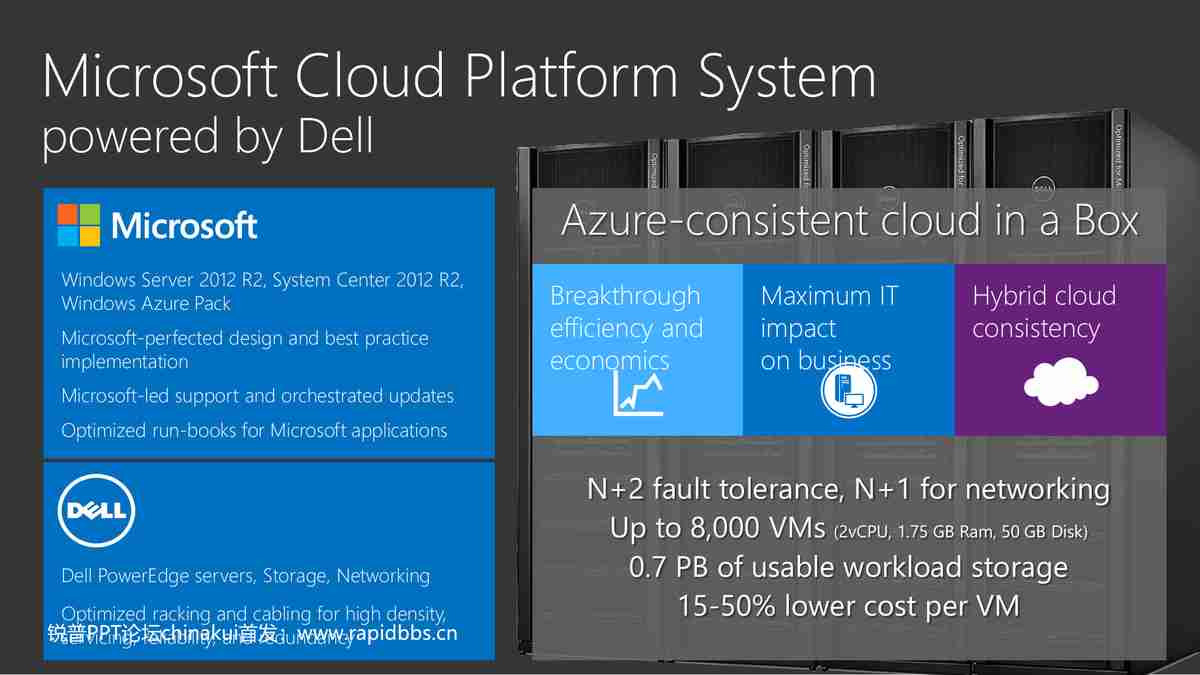 Microsoft Cloud Platform System
powered by Dell
Microsoft
Windows Server 2012 R2, System Center 2012 R2,
Windows Azure Pack
Microsoft-perfected design and best practice
implementation
Microsoft-led support and orchestrated updates
Optimized run-books for Microsoft applications
DELL
Dell PowerEdge servers, Storage, Networking
Optimized racking and cabling for high density,
servicing, reliability, and redundancy
锐普PPT论坛chinakui首发：www.rapidbbs.cn
DELL
Azure-consistent cloud in a Box
Breakthrough
efficiency and
economics
Maximum IT
impact
on business
Hybrid cloud
consistency
N+2 fault tolerance, N+1 for networking
Up to 8,000 VMs (2vCPU, 1.75 GB Ram, 50 GB Disk)
0.7 PB of usable workload storage
15-50% lower cost per VM